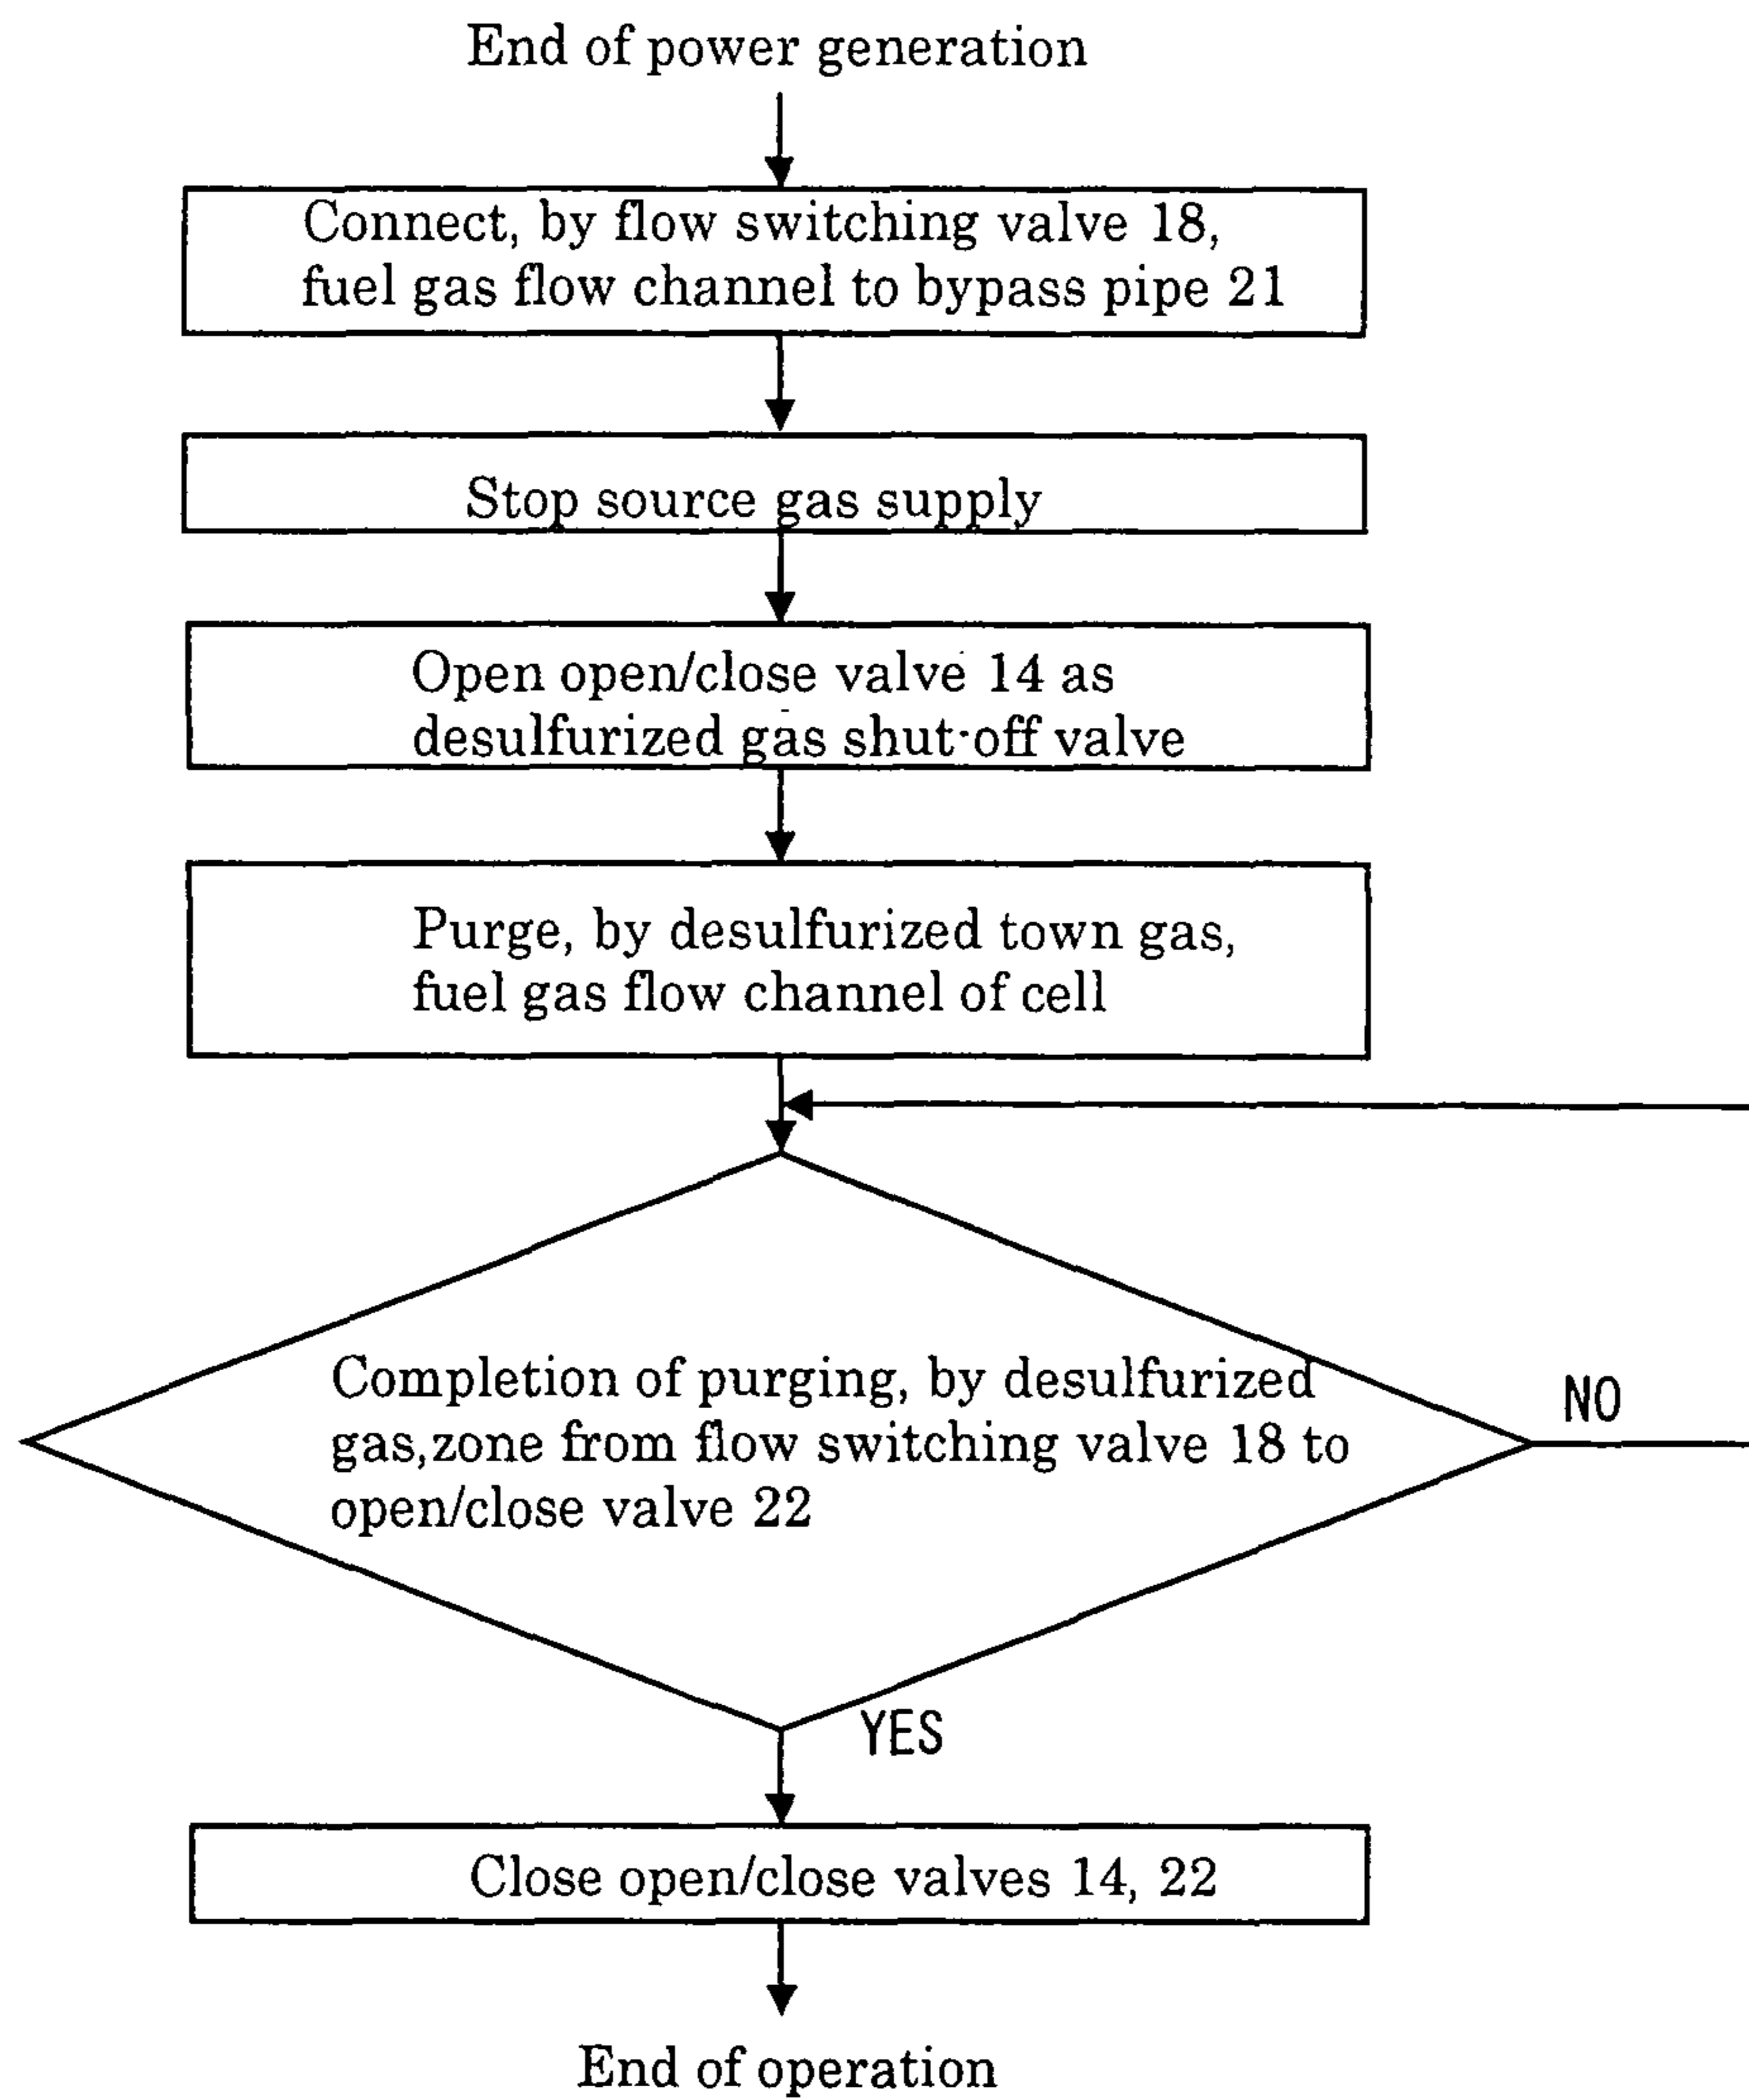 End of power generation
Connect, by flow switching valve 18,
fuel gas flow channel to bypass pipe 21
Stop source gas supply
Open open/close valve 14 as
desulfurized gas shut-off valve
Purge, by desulfurized town gas,
fuel gas flow channel of cell
Completion of purging, by desulfurized
gas,zone from flow switching valve 18 to
open/close valve 22
NO
YES
Close open/close valves 14, 22
End of operation